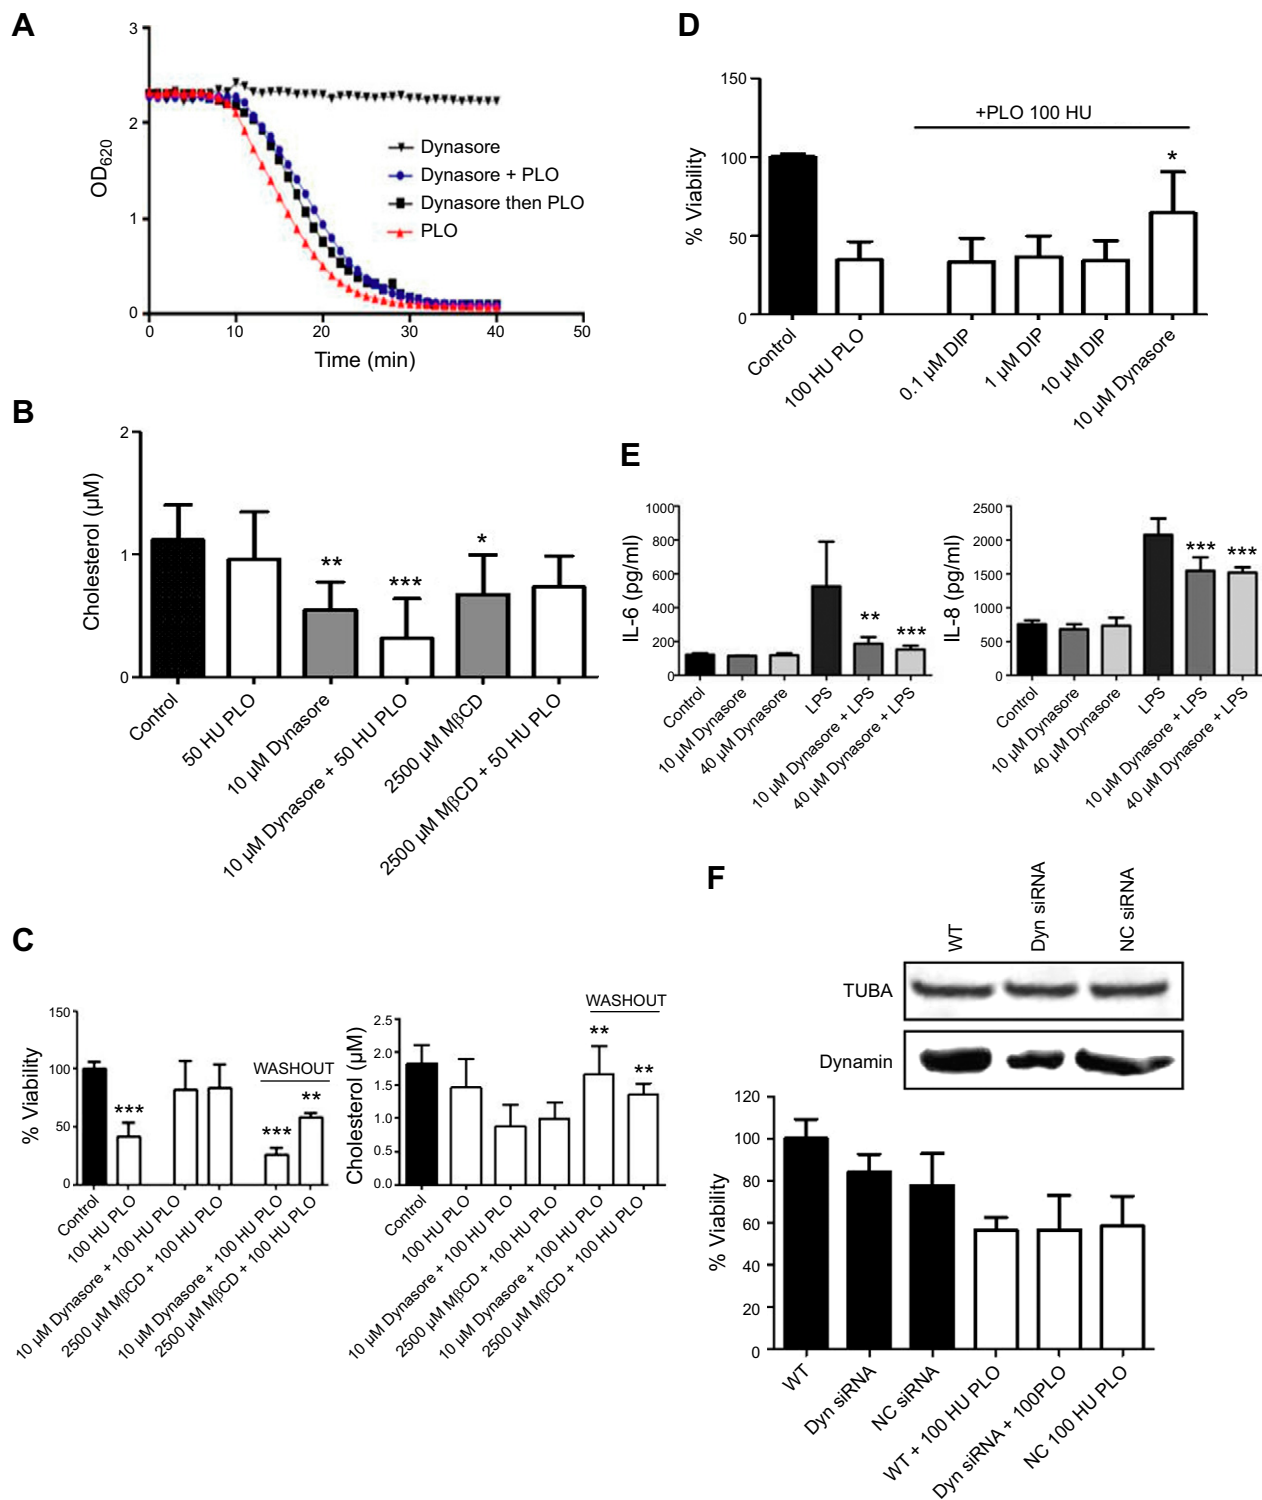 A
3
2
1
0
OD620
0
10
20
30
40
50
Time (min)
Dynasore
Dynasore + PLO
Dynasore then PLO
PLO
B
2
1
0
Cholesterol (µM)
**
***
*
Control
50 HU PLO
10 µM Dynasore
10 µM Dynasore + 50 HU PLO
2500 µM MβCD
2500 µM MβCD + 50 HU PLO
C
150
100
50
0
% Viability
WASHOUT
***
***
**
Control
100 HU PLO
10 µM Dynasore + 100 HU PLO
2500 µM MβCD + 100 HU PLO
10 µM Dynasore + 100 HU PLO
2500 µM MβCD + 100 HU PLO
2.5
2.0
1.5
1.0
0.5
0.0
Cholesterol (µM)
WASHOUT
**
**
Control
100 HU PLO
10 µM Dynasore + 100 HU PLO
2500 µM MβCD + 100 HU PLO
10 µM Dynasore + 100 HU PLO
2500 µM MβCD + 100 HU PLO
D
150
100
50
0
% Viability
+PLO 100 HU
*
Control
100 HU PLO
0.1 µM DIP
1 µM DIP
10 µM DIP
10 µM Dynasore
E
1000
800
600
400
200
0
IL-6 (pg/ml)
**
***
Control
10 µM Dynasore
40 µM Dynasore
LPS
10 µM Dynasore + LPS
40 µM Dynasore + LPS
2500
2000
1500
1000
500
0
IL-8 (pg/ml)
***
***
Control
10 µM Dynasore
40 µM Dynasore
LPS
10 µM Dynasore + LPS
40 µM Dynasore + LPS
F
WT
Dyn siRNA
NC siRNA
TUBA
Dynamin
120
100
80
60
40
20
0
% Viability
WT
Dyn siRNA
NC siRNA
WT + 100 HU PLO
Dyn siRNA + 100PLO
NC 100 HU PLO